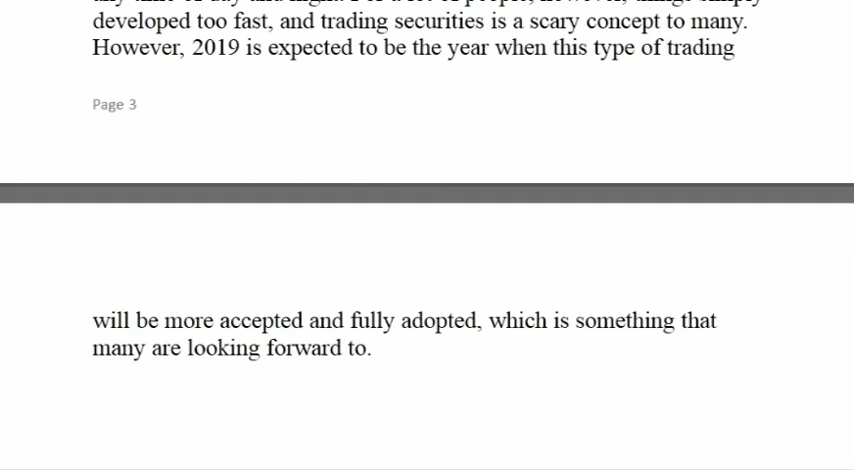 developed too fast, and trading securities is a scary concept to many.
However, 2019 is expected to be the year when this type of trading
Page 3
will be more accepted and fully adopted, which is something that
many are looking forward to.